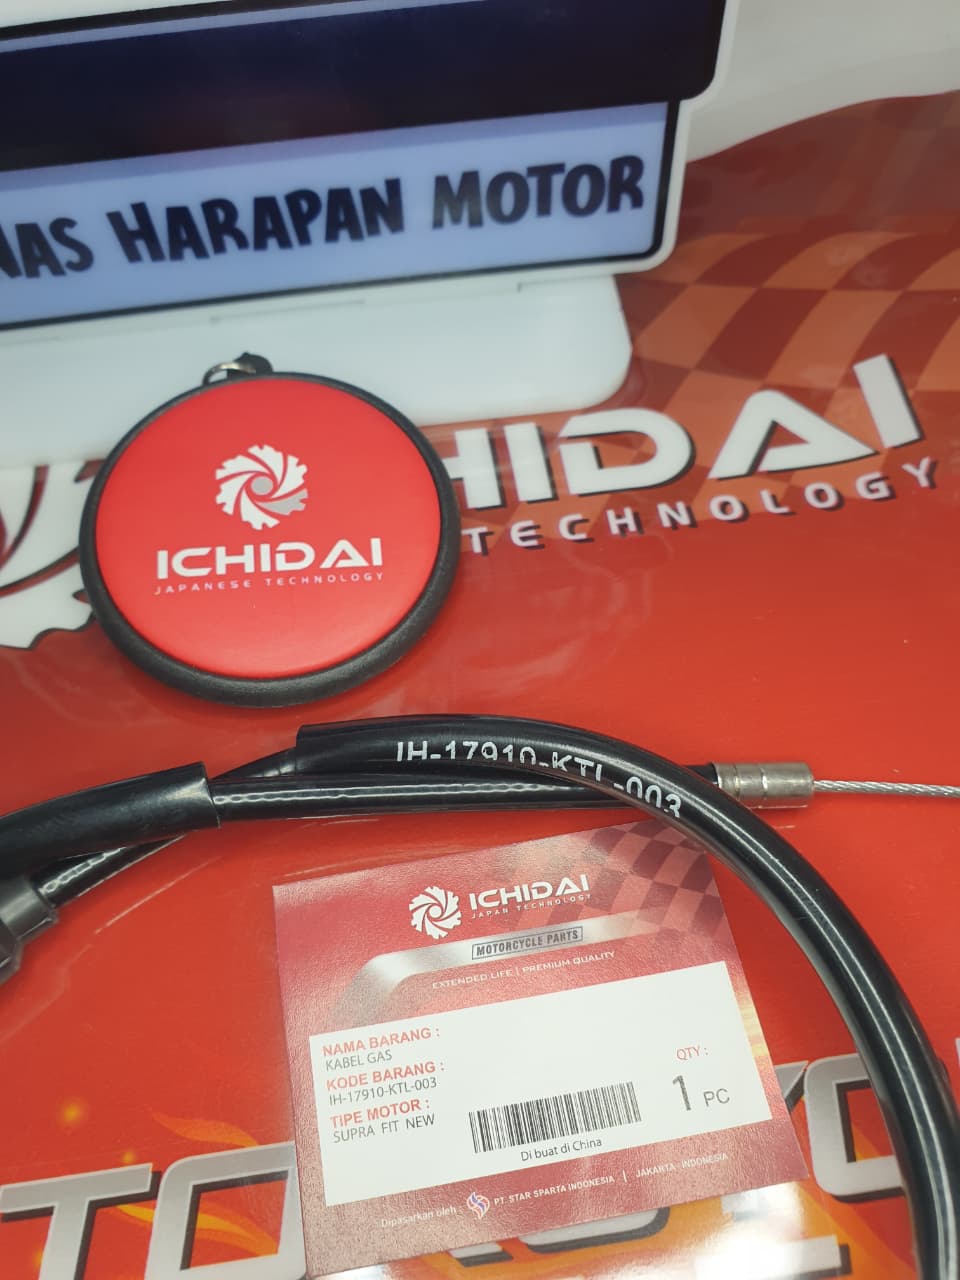 HARAPAN MOTOR
ICHIDAI
TECHNOLOGY
ICHIDAI
JAPANESE TECHNOLOGY
IH-17910-KTL-003
ICHIDAI
JAPAN TECHNOLOGY
MOTORCYCLE PARTS
EXTENDED LIFE | PREMIUM QUALITY
NAMA BARANG :
KABEL GAS
KODE BARANG :
IH-17910-KTL-003
TIPE MOTOR :
SUPRA FIT NEW
QTY :
1 PC
Di buat di China
Dipasarkan oleh : PT. STAR SPARTA INDONESIA | JAKARTA - INDONESIA